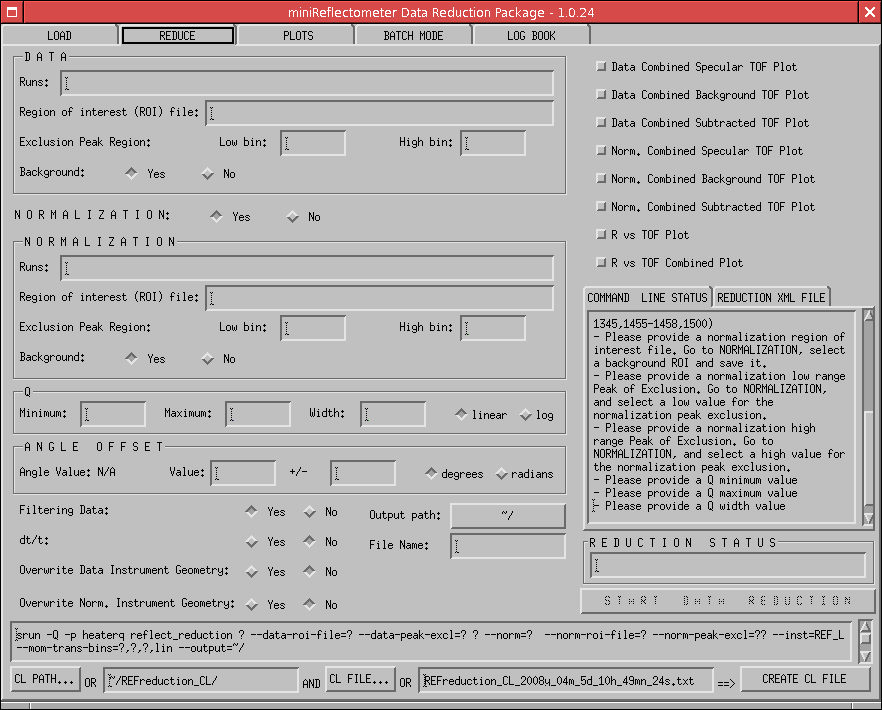 miniReflectometer Data Reduction Package - 1.0.24
LOAD REDUCE PLOTS BATCH MODE LOG BOOK
DATA
Runs:
Region of interest (ROI) file:
Exclusion Peak Region: Low bin: High bin:
Background: Yes No
NORMALIZATION: Yes No
NORMALIZATION
Runs:
Region of interest (ROI) file:
Exclusion Peak Region: Low bin: High bin:
Background: Yes No
Q
Minimum: Maximum: Width: linear log
ANGLE OFFSET
Angle Value: N/A Value: +/- degrees radians
Filtering Data: Yes No
dt/t: Yes No
Overwrite Data Instrument Geometry: Yes No
Overwrite Norm. Instrument Geometry: Yes No
Output path: ~/
File Name:
Data Combined Specular TOF Plot
Data Combined Background TOF Plot
Data Combined Subtracted TOF Plot
Norm. Combined Specular TOF Plot
Norm. Combined Background TOF Plot
Norm. Combined Subtracted TOF Plot
R vs TOF Plot
R vs TOF Combined Plot
COMMAND LINE STATUS REDUCTION XML FILE
1345,1455-1458,1500)
- Please provide a normalization region of
interest file. Go to NORMALIZATION, select
a background ROI and save it.
- Please provide a normalization low range
Peak of Exclusion. Go to NORMALIZATION,
and select a low value for the
normalization peak exclusion.
- Please provide a normalization high
range Peak of Exclusion. Go to
NORMALIZATION, and select a high value for
the normalization peak exclusion.
- Please provide a Q minimum value
- Please provide a Q maximum value
- Please provide a Q width value
REDUCTION STATUS
START DATA REDUCTION
srun -Q -p heaterq reflect_reduction ? --data-roi-file=? --data-peak-excl=? ? --norm=? --norm-roi-file=? --norm-peak-excl=?? --inst=REF_L
--mom-trans-bins=?,?,?,lin --output=~/
CL PATH... OR ~/REFreduction_CL/ AND CL FILE... OR REFreduction_CL_2008y_04m_5d_10h_49mn_24s.txt ==> CREATE CL FILE